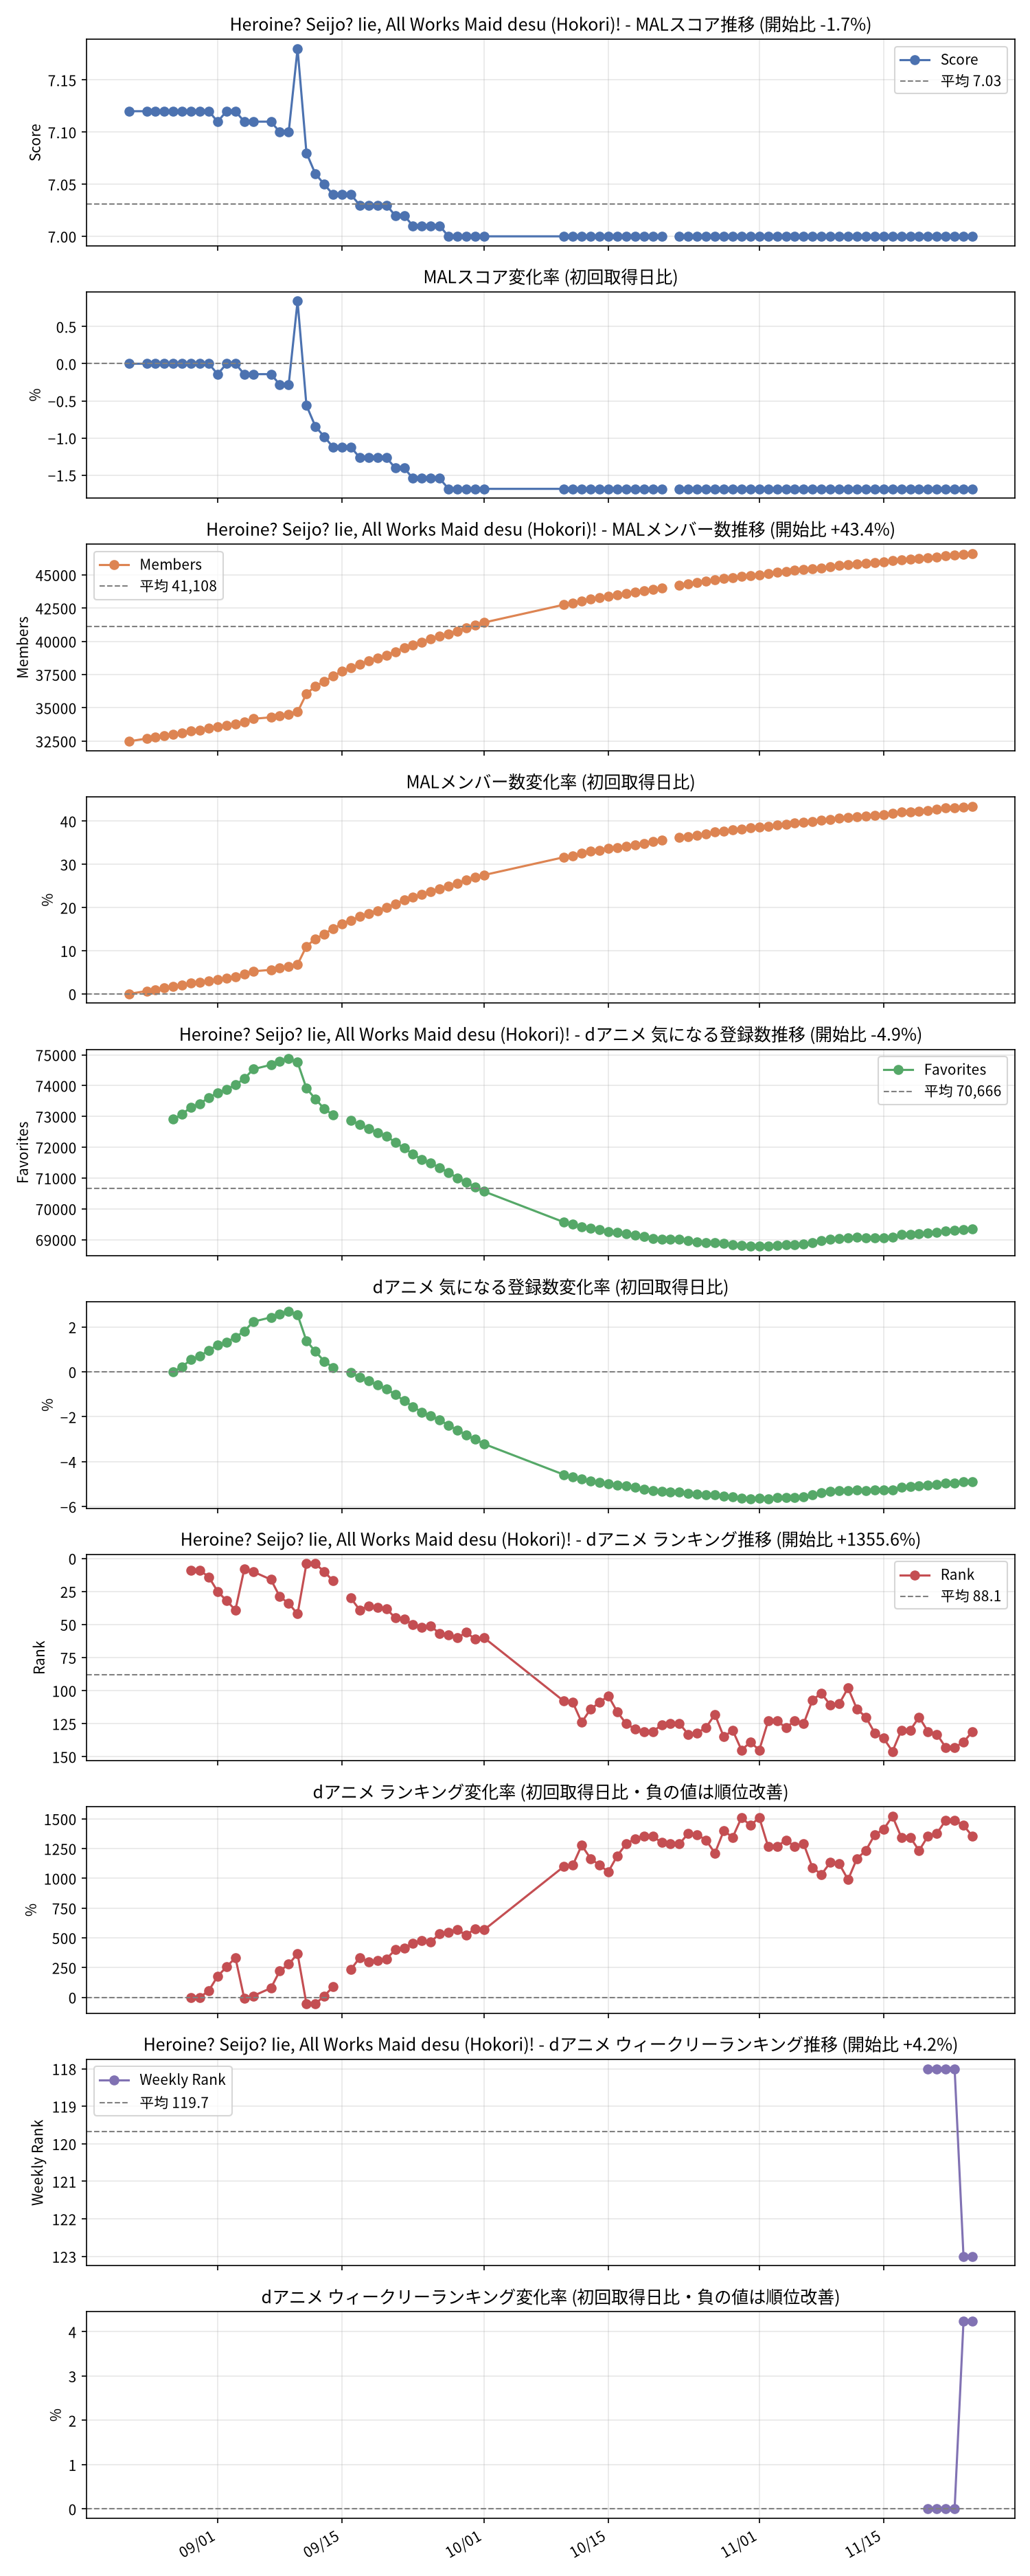 Heroine? Seijo? Iie, All Works Maid desu (Hokori)! - MALスコア推移 (開始比 -1.7%)
Score
平均 7.03
7.15
7.10
7.05
7.00
Score
MALスコア変化率 (初回取得日比)
0.5
0.0
−0.5
−1.0
−1.5
%
Heroine? Seijo? Iie, All Works Maid desu (Hokori)! - MALメンバー数推移 (開始比 +43.4%)
Members
平均 41,108
45000
42500
40000
37500
35000
32500
Members
MALメンバー数変化率 (初回取得日比)
40
30
20
10
0
%
Heroine? Seijo? Iie, All Works Maid desu (Hokori)! - dアニメ 気になる登録数推移 (開始比 -4.9%)
Favorites
平均 70,666
75000
74000
73000
72000
71000
70000
69000
Favorites
dアニメ 気になる登録数変化率 (初回取得日比)
2
0
−2
−4
−6
%
Heroine? Seijo? Iie, All Works Maid desu (Hokori)! - dアニメ ランキング推移 (開始比 +1355.6%)
Rank
平均 88.1
0
25
50
75
100
125
150
Rank
dアニメ ランキング変化率 (初回取得日比・負の値は順位改善)
1500
1250
1000
750
500
250
0
%
Heroine? Seijo? Iie, All Works Maid desu (Hokori)! - dアニメ ウィークリーランキング推移 (開始比 +4.2%)
Weekly Rank
平均 119.7
118
119
120
121
122
123
Weekly Rank
dアニメ ウィークリーランキング変化率 (初回取得日比・負の値は順位改善)
4
3
2
1
0
%
09/01
09/15
10/01
10/15
11/01
11/15